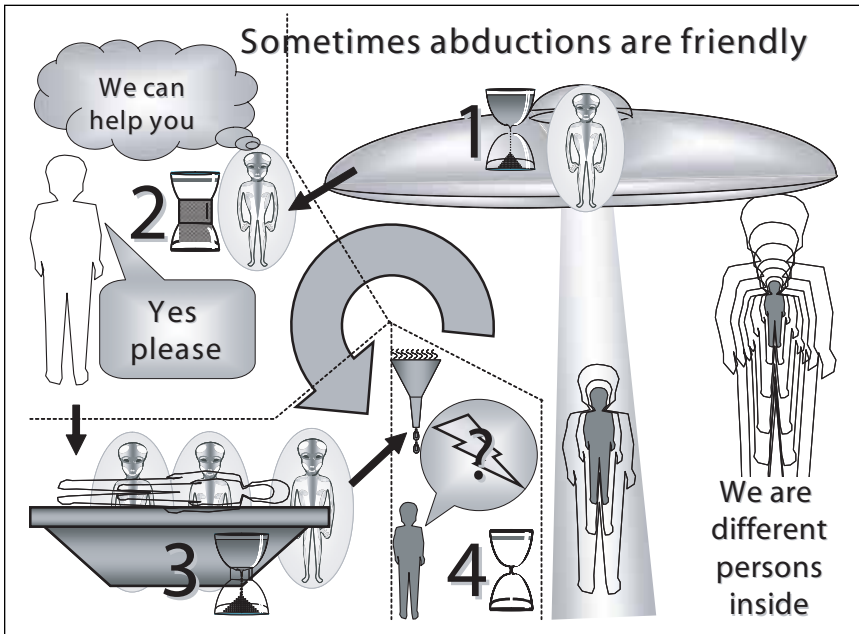 Sometimes abductions are friendly
We can
help you
1
2
Yes
please
3
?
4
We are
different
persons
inside